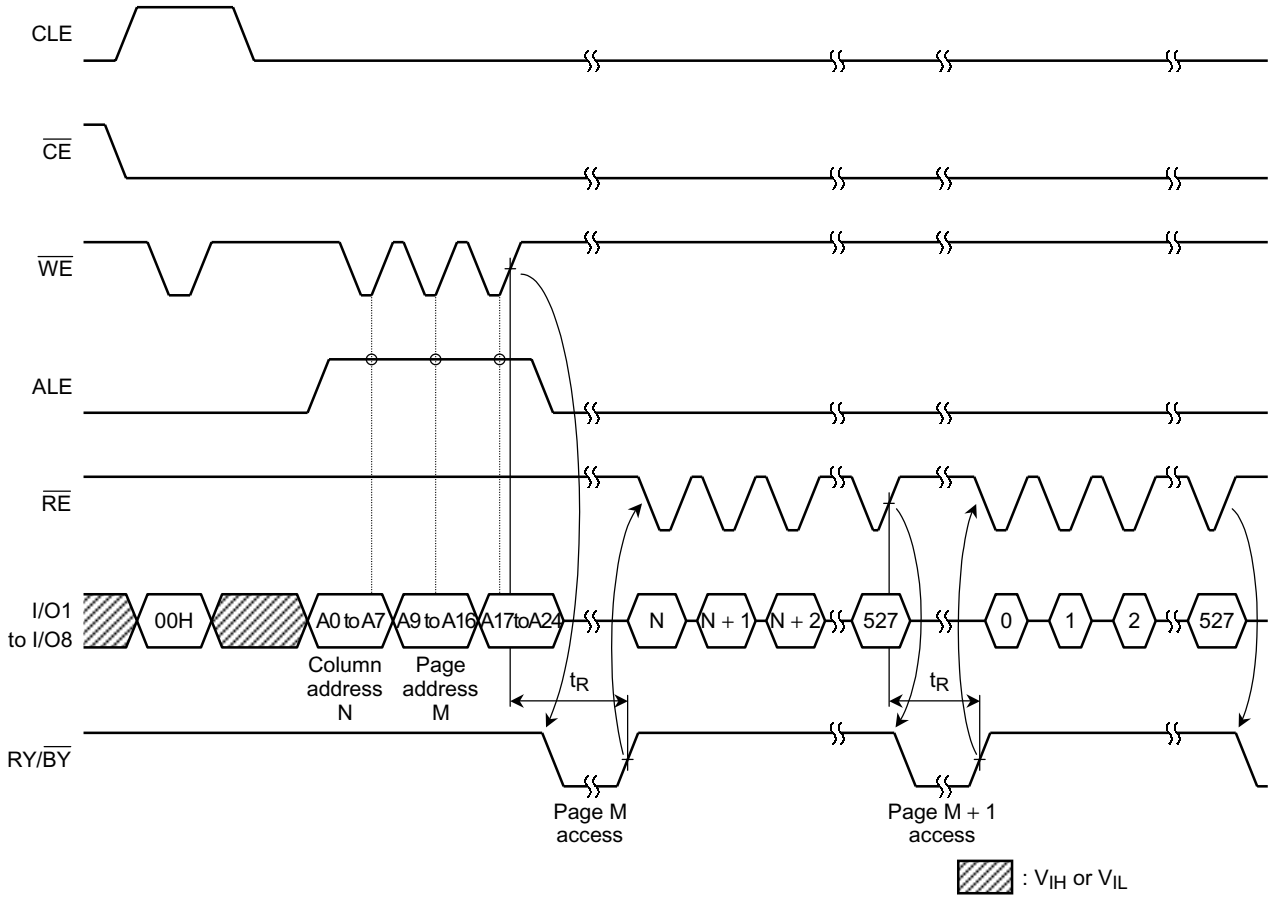 CLE
CE
WE
ALE
RE
I/O1
to I/O8
00H
A0 to A7
A9 to A16
A17 to A24
N
N + 1
N + 2
527
0
1
2
527
Column
address
N
Page
address
M
tR
tR
RY/BY
Page M
access
Page M + 1
access
: VIH or VIL